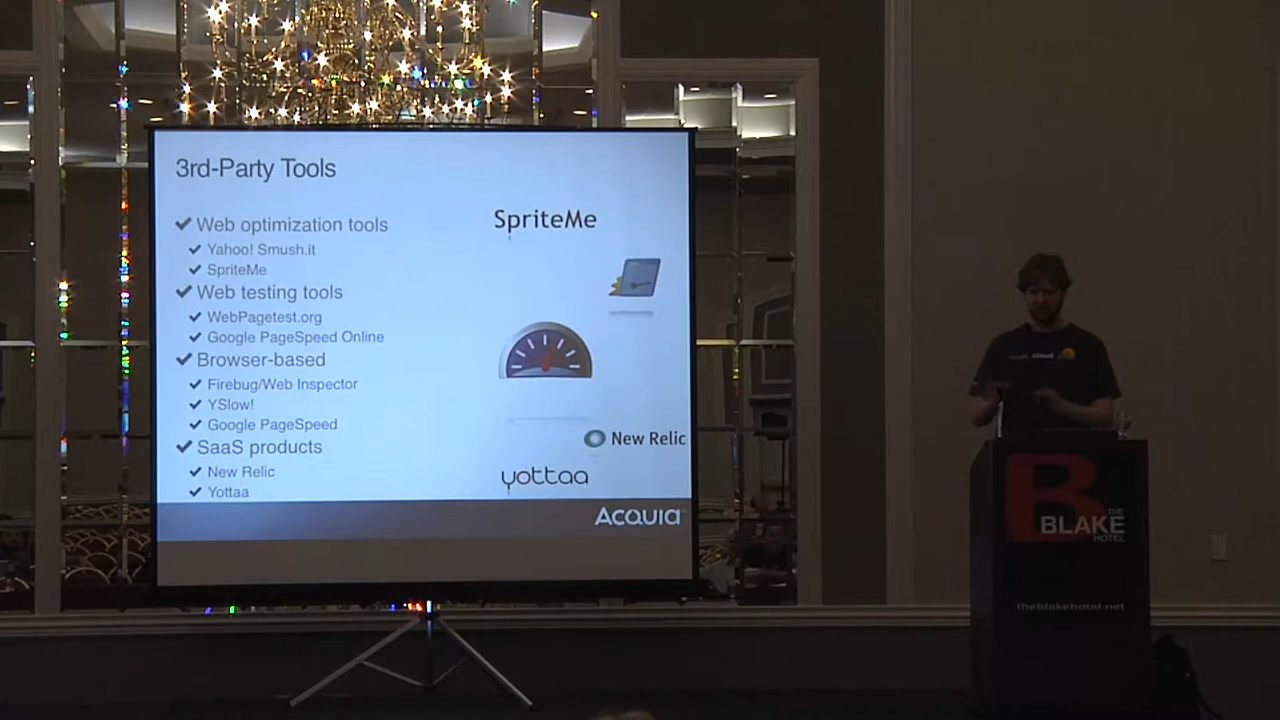 3rd-Party Tools
Web optimization tools
Yahoo! Smush.it
SpriteMe
Web testing tools
WebPagetest.org
Google PageSpeed Online
Browser-based
Firebug/Web Inspector
YSlow!
Google PageSpeed
SaaS products
New Relic
Yottaa
SpriteMe
New Relic
yottaa
Acquia
B
THE
BLAKE
HOTEL
theblakehotel.net